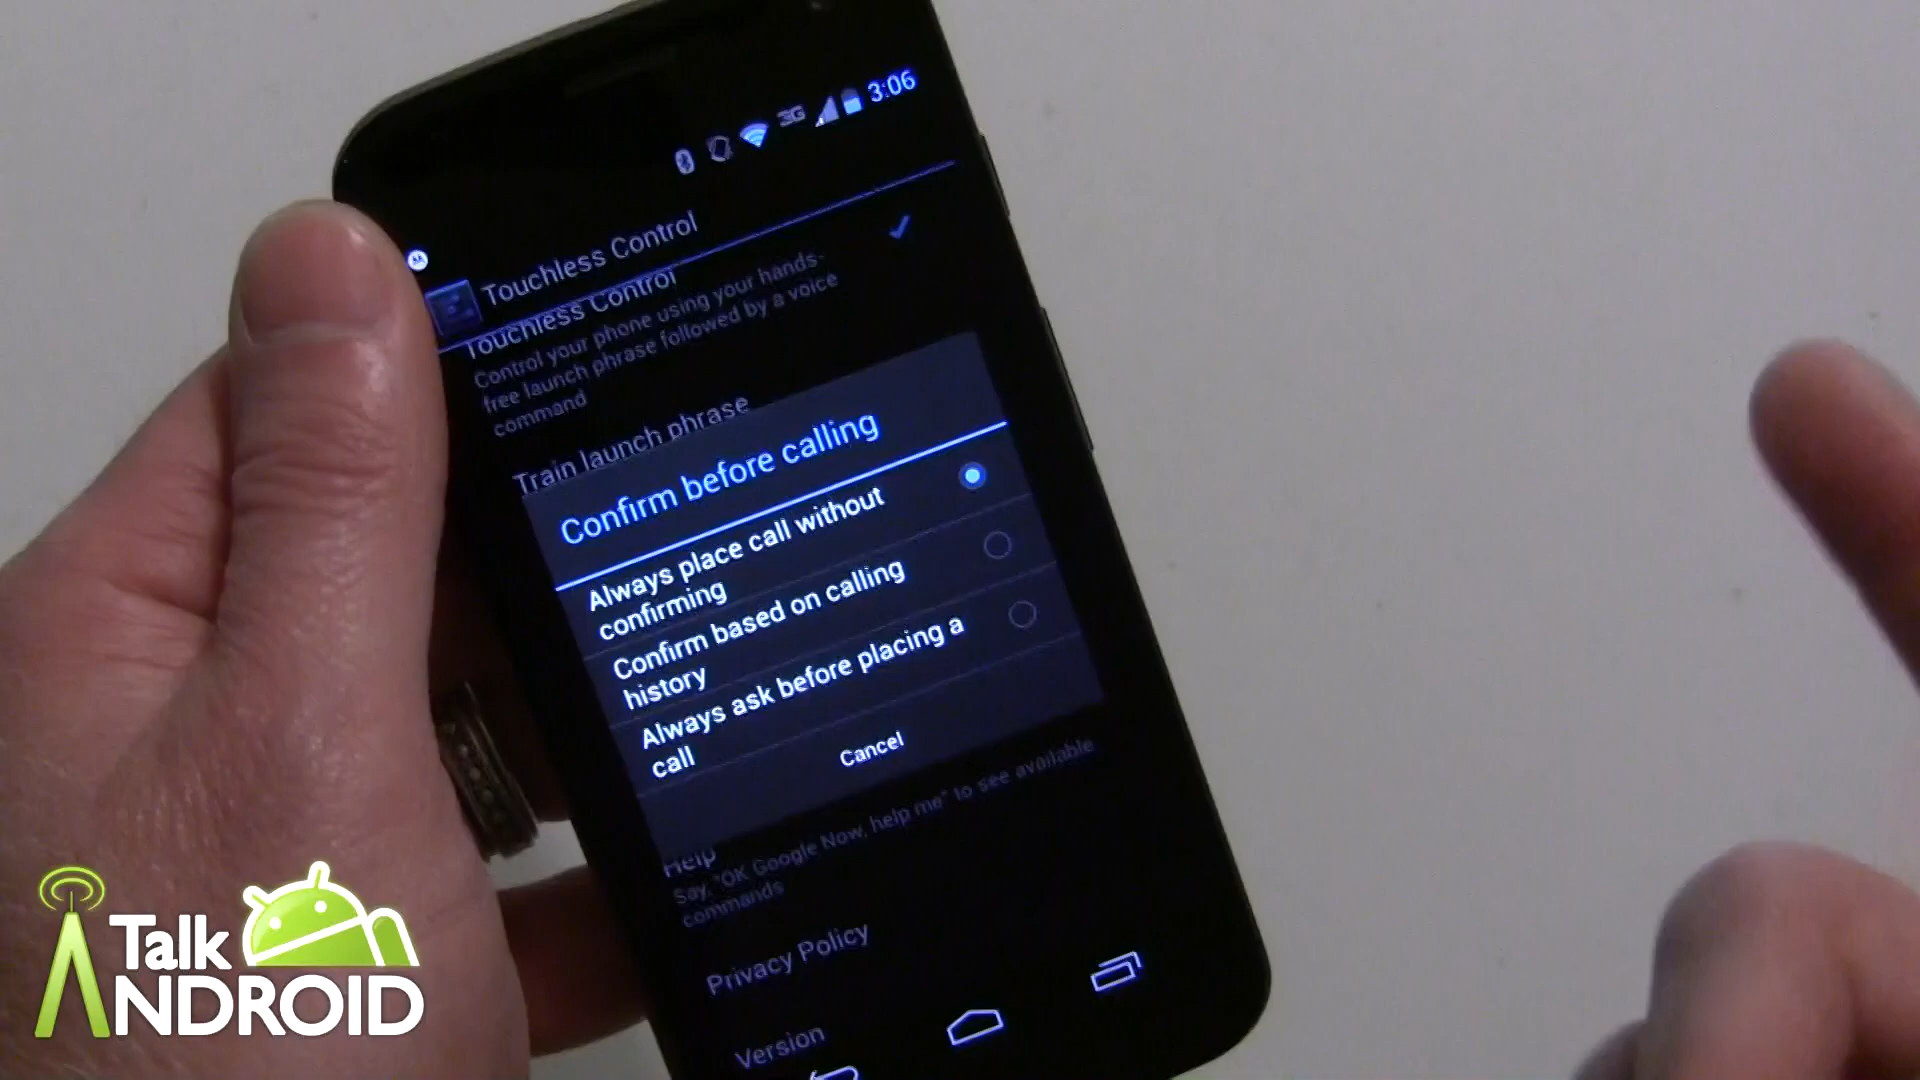 3G 3:06
Touchless Control
Touchless Control
Control your phone using your hands-
free launch phrase followed by a voice
command
Train launch phrase
Confirm before calling
Always place call without
confirming
Confirm based on calling
history
Always ask before placing a
call
Cancel
Help
Say, "OK Google Now, help me" to see available
commands
Privacy Policy
Version
Talk
ANDROID